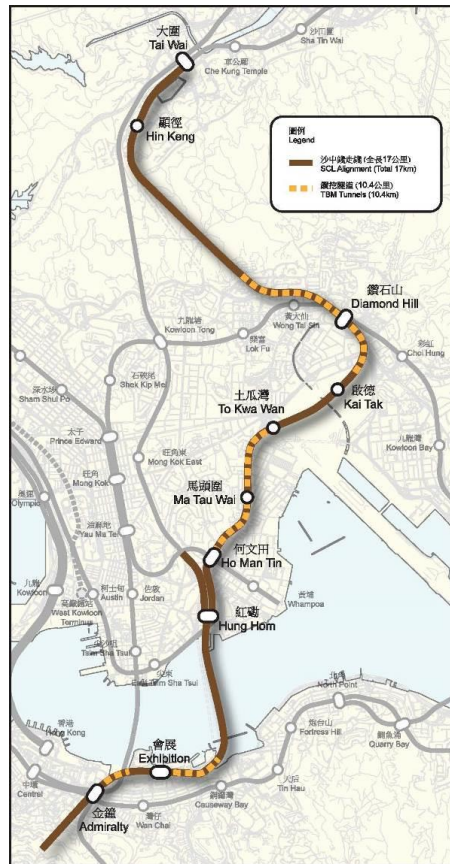 大圍
Tai Wai
沙田圍
Sha Tin Wai
車公廟
Che Kung Temple
顯徑
Hin Keng
圖例
Legend
沙中綫走綫 (全長17公里)
SCL Alignment (Total 17km)
鑽挖隧道 (10.4公里)
TBM Tunnels (10.4km)
鑽石山
Diamond Hill
九龍塘
Kowloon Tong
黃大仙
Wong Tai Sin
樂富
Lok Fu
彩虹
Choi Hung
石硤尾
Shek Kip Mei
土瓜灣
To Kwa Wan
啟德
Kai Tak
深水埗
Sham Shui Po
太子
Prince Edward
旺角東
Mong Kok East
九龍灣
Kowloon Bay
旺角
Mong Kok
馬頭圍
Ma Tau Wai
奧運
Olympic
油麻地
Yau Ma Tei
何文田
Ho Man Tin
九龍
Kowloon
柯士甸
Austin
佐敦
Jordan
黃埔
Whampoa
West Kowloon
Terminus
紅磡
Hung Hom
尖沙咀
Tsim Sha Tsui
尖東
East Tsim Sha Tsui
北角
North Point
香港
Hong Kong
會展
Exhibition
炮台山
Fortress Hill
鰂魚涌
Quarry Bay
中環
Central
金鐘
Admiralty
灣仔
Wan Chai
銅鑼灣
Causeway Bay
天后
Tin Hau